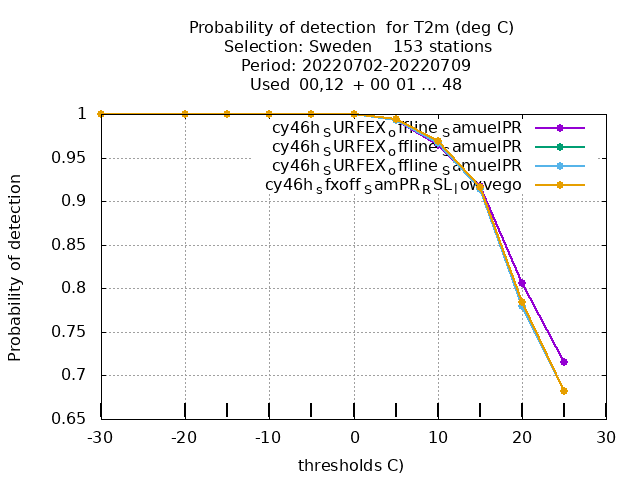 Probability of detection  for T2m (deg C)
Selection: Sweden    153 stations
Period: 20220702-20220709
Used  00,12  + 00 01 ... 48
cy46h_SURFEX_offline_SamuelPR
cy46h_SURFEX_offline_SamuelPR
cy46h_SURFEX_offline_SamuelPR
cy46h_sfxoff_SamPR_RSL_lowvego
1
0.95
0.9
0.85
0.8
0.75
0.7
0.65
Probability of detection
-30 -20 -10 0 10 20 30
thresholds C)